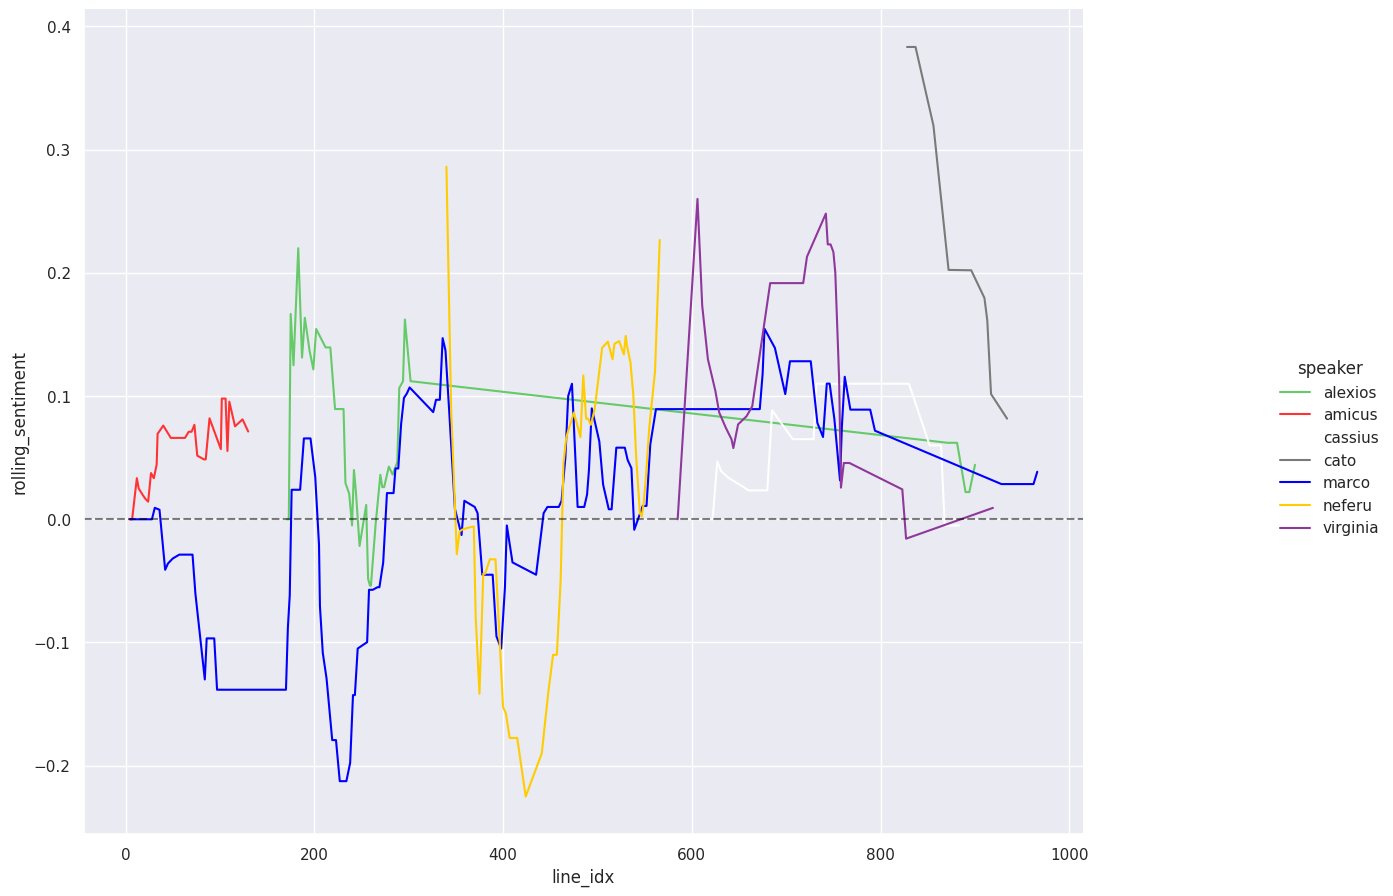 0.4
0.3
0.2
0.1
0.0
−0.1
−0.2
rolling_sentiment
0
200
400
600
800
1000
line_idx
speaker
alexios
amicus
cassius
cato
marco
neferu
virginia